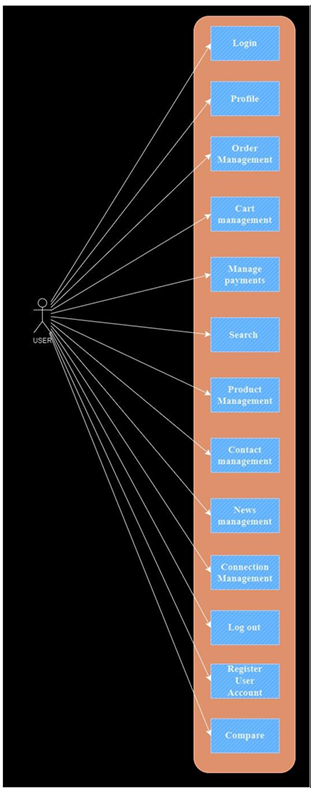 Login
Profile
Order
Management
Cart
management
Manage
payments
USER
Search
Product
Management
Contact
management
News
management
Connection
Management
Log out
Register
User
Account
Compare